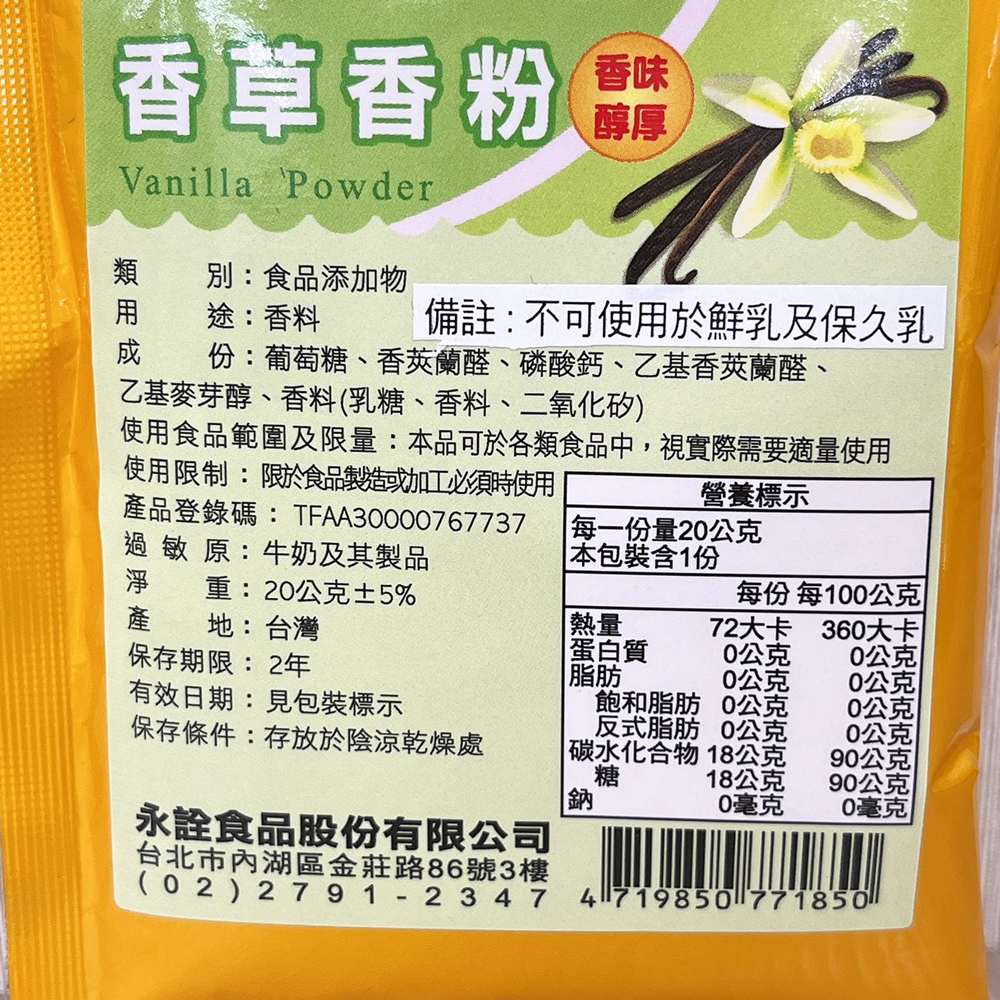 香草香粉
香味
醇厚
Vanilla Powder
類別：食品添加物
用途：香料
備註：不可使用於鮮乳及保久乳
成份：葡萄糖、香莢蘭醛、磷酸鈣、乙基香莢蘭醛、
乙基麥芽醇、香料(乳糖、香料、二氧化矽)
使用食品範圍及限量：本品可於各類食品中，視實際需要適量使用
使用限制：限於食品製造或加工必須時使用
產品登錄碼：TFAA30000767737
過敏原：牛奶及其製品
淨重：20公克±5%
產地：台灣
保存期限：2年
有效日期：見包裝標示
保存條件：存放於陰涼乾燥處
營養標示
每一份量20公克
本包裝含1份
每份 每100公克
熱量 72大卡 360大卡
蛋白質 0公克 0公克
脂肪 0公克 0公克
飽和脂肪 0公克 0公克
反式脂肪 0公克 0公克
碳水化合物 18公克 90公克
糖 18公克 90公克
鈉 0毫克 0毫克
永詮食品股份有限公司
台北市內湖區金莊路86號3樓
(02)2791-2347
4 719850 771850